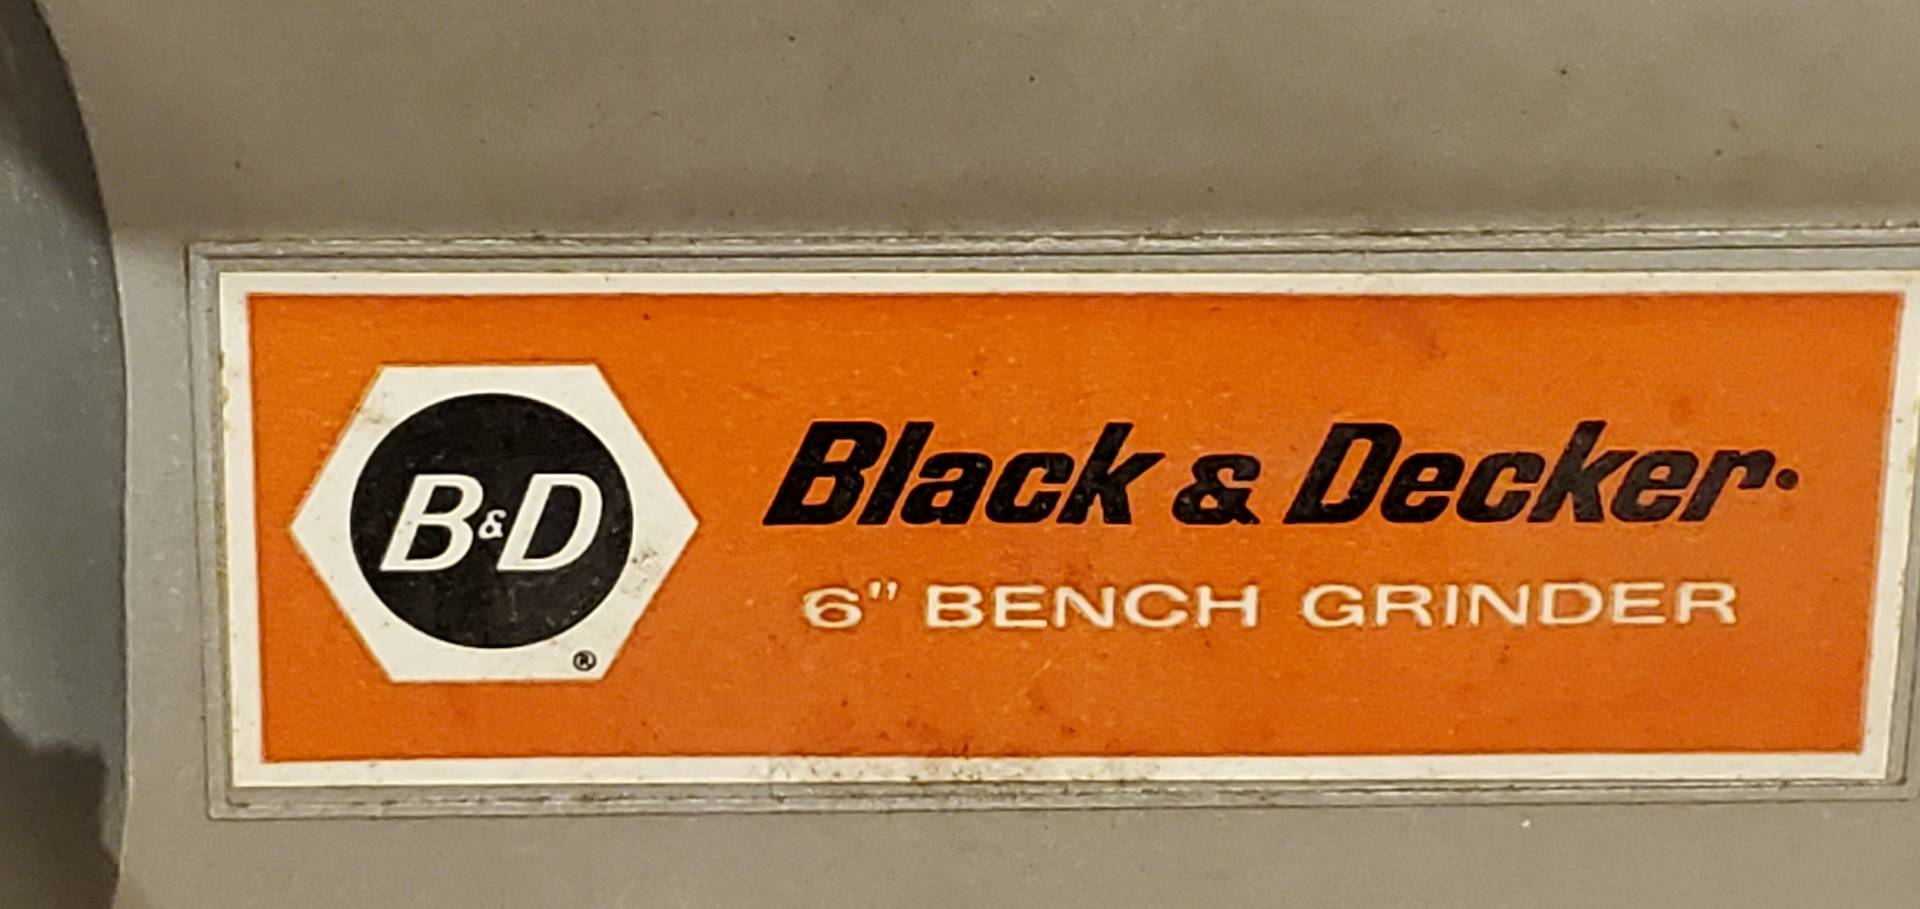 B&D
®
Black & Decker.
6" BENCH GRINDER